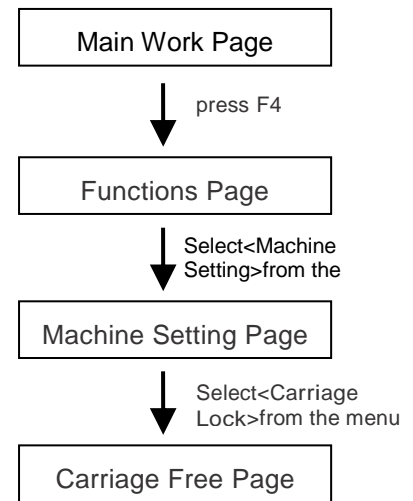 Main Work Page
press F4
Functions Page
Select<Machine
Setting>from the
Machine Setting Page
Select<Carriage
Lock>from the menu
Carriage Free Page